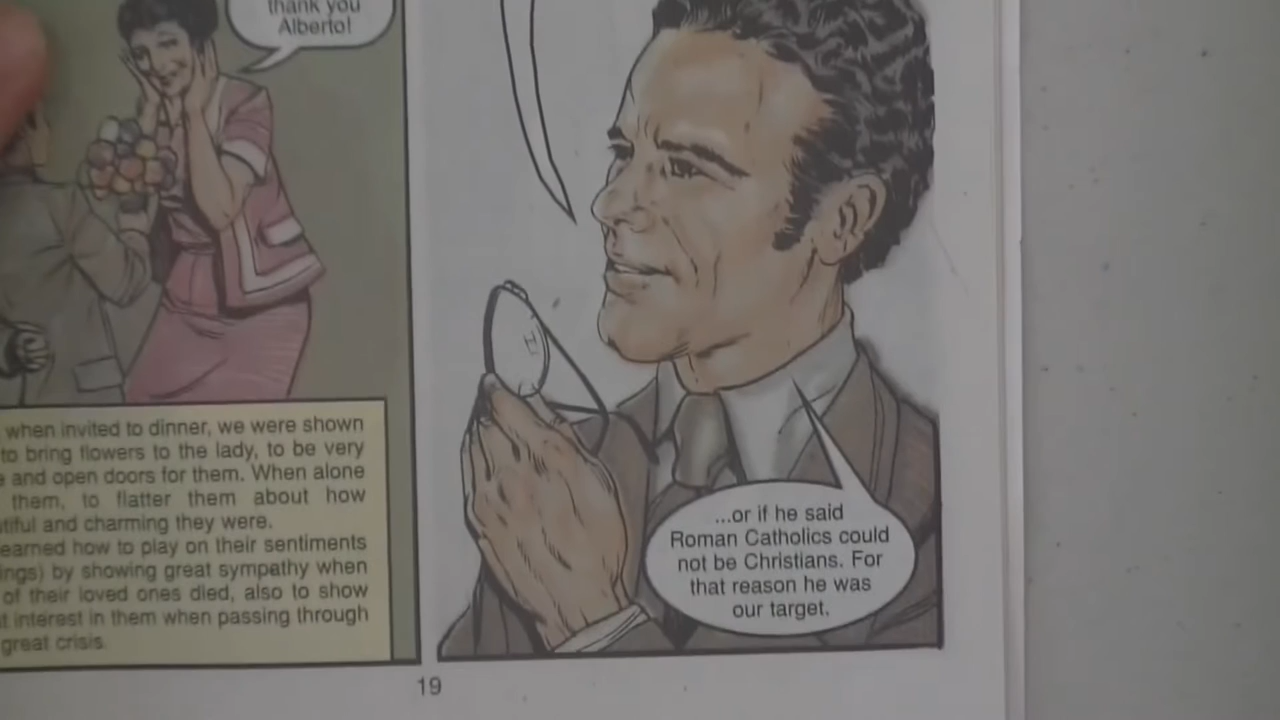 thank you
Alberto!
when invited to dinner, we were shown
to bring flowers to the lady, to be very
and open doors for them. When alone
them, to flatter them about how
and charming they were.
how to play on their sentiments
by showing great sympathy when
of their loved ones died, also to show
interest in them when passing through
great crisis.
...or if he said
Roman Catholics could
not be Christians. For
that reason he was
our target.
19